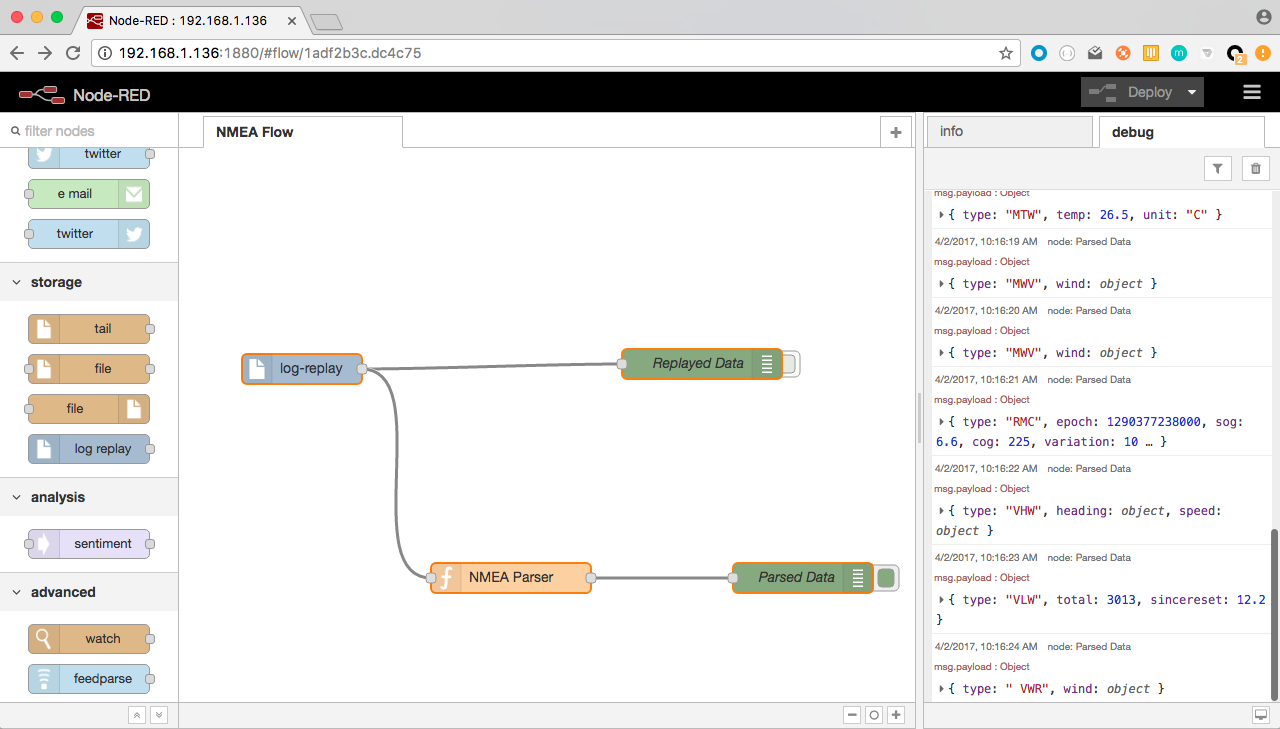 Node-RED : 192.168.1.136
192.168.1.136:1880/#flow/1adf2b3c.dc4c75
m
2
Node-RED
Deploy
filter nodes
twitter
e mail
twitter
storage
tail
file
file
log replay
analysis
sentiment
advanced
watch
feedparse
NMEA Flow
log-replay
Replayed Data
NMEA Parser
Parsed Data
info
debug
msg.payload : Object
{ type: "MTW", temp: 26.5, unit: "C" }
4/2/2017, 10:16:19 AM node: Parsed Data
msg.payload : Object
{ type: "MWV", wind: object }
4/2/2017, 10:16:20 AM node: Parsed Data
msg.payload : Object
{ type: "MWV", wind: object }
4/2/2017, 10:16:21 AM node: Parsed Data
msg.payload : Object
{ type: "RMC", epoch: 1290377238000, sog:
6.6, cog: 225, variation: 10 … }
4/2/2017, 10:16:22 AM node: Parsed Data
msg.payload : Object
{ type: "VHW", heading: object, speed:
object }
4/2/2017, 10:16:23 AM node: Parsed Data
msg.payload : Object
{ type: "VLW", total: 3013, sincereset: 12.2
}
4/2/2017, 10:16:24 AM node: Parsed Data
msg.payload : Object
{ type: " VWR", wind: object }